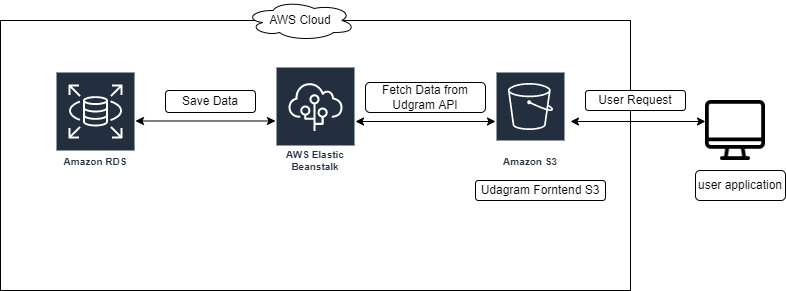 AWS Cloud
Save Data
Fetch Data from
Udgram API
User Request
Amazon RDS
AWS Elastic
Beanstalk
Amazon S3
Udagram Forntend S3
user application